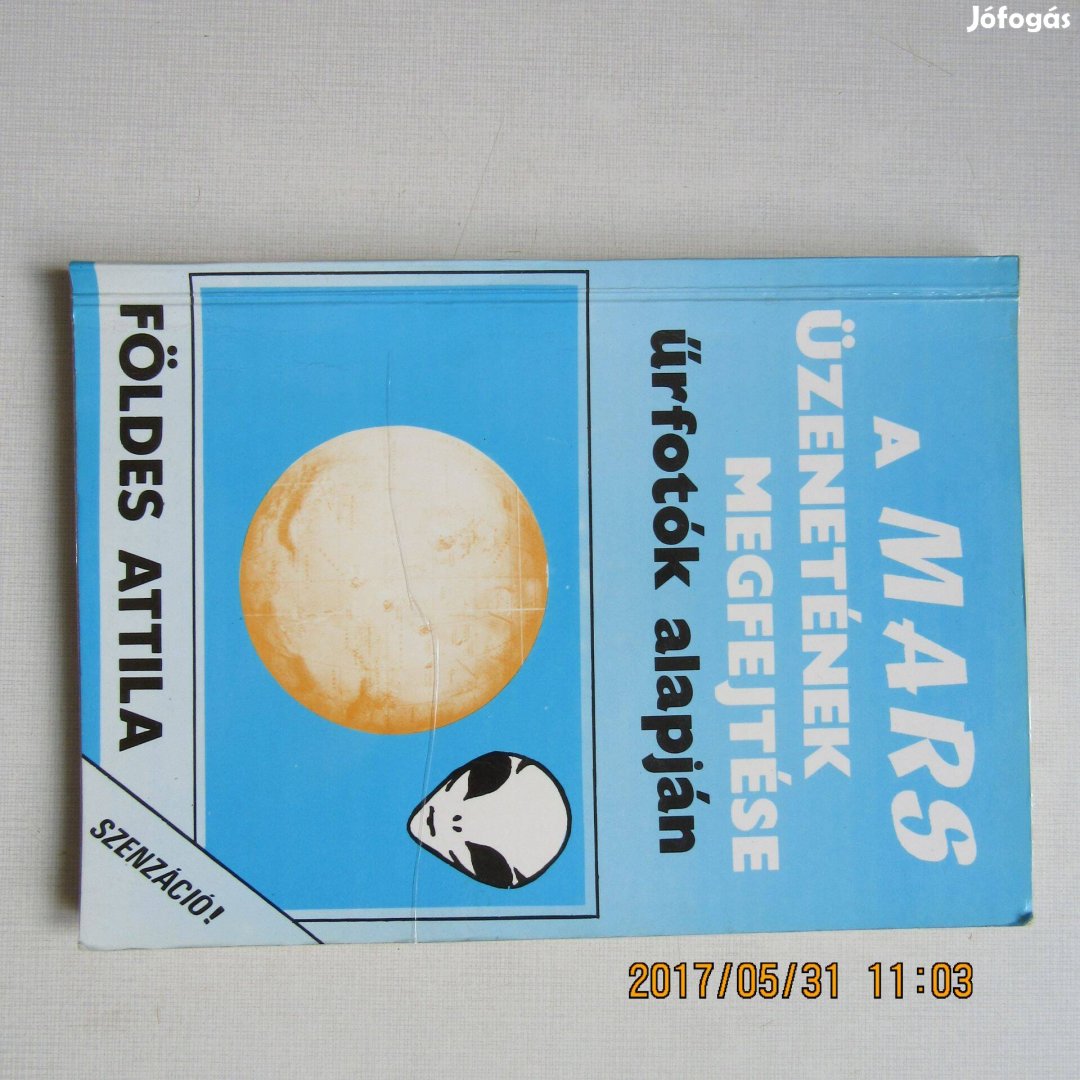 Jófogás
A MARS
ÜZENETÉNEK
MEGFEJTÉSE
űrfotók alapján
FÖLDES ATTILA
SZENZÁCIÓ!
2017/05/31 11:03